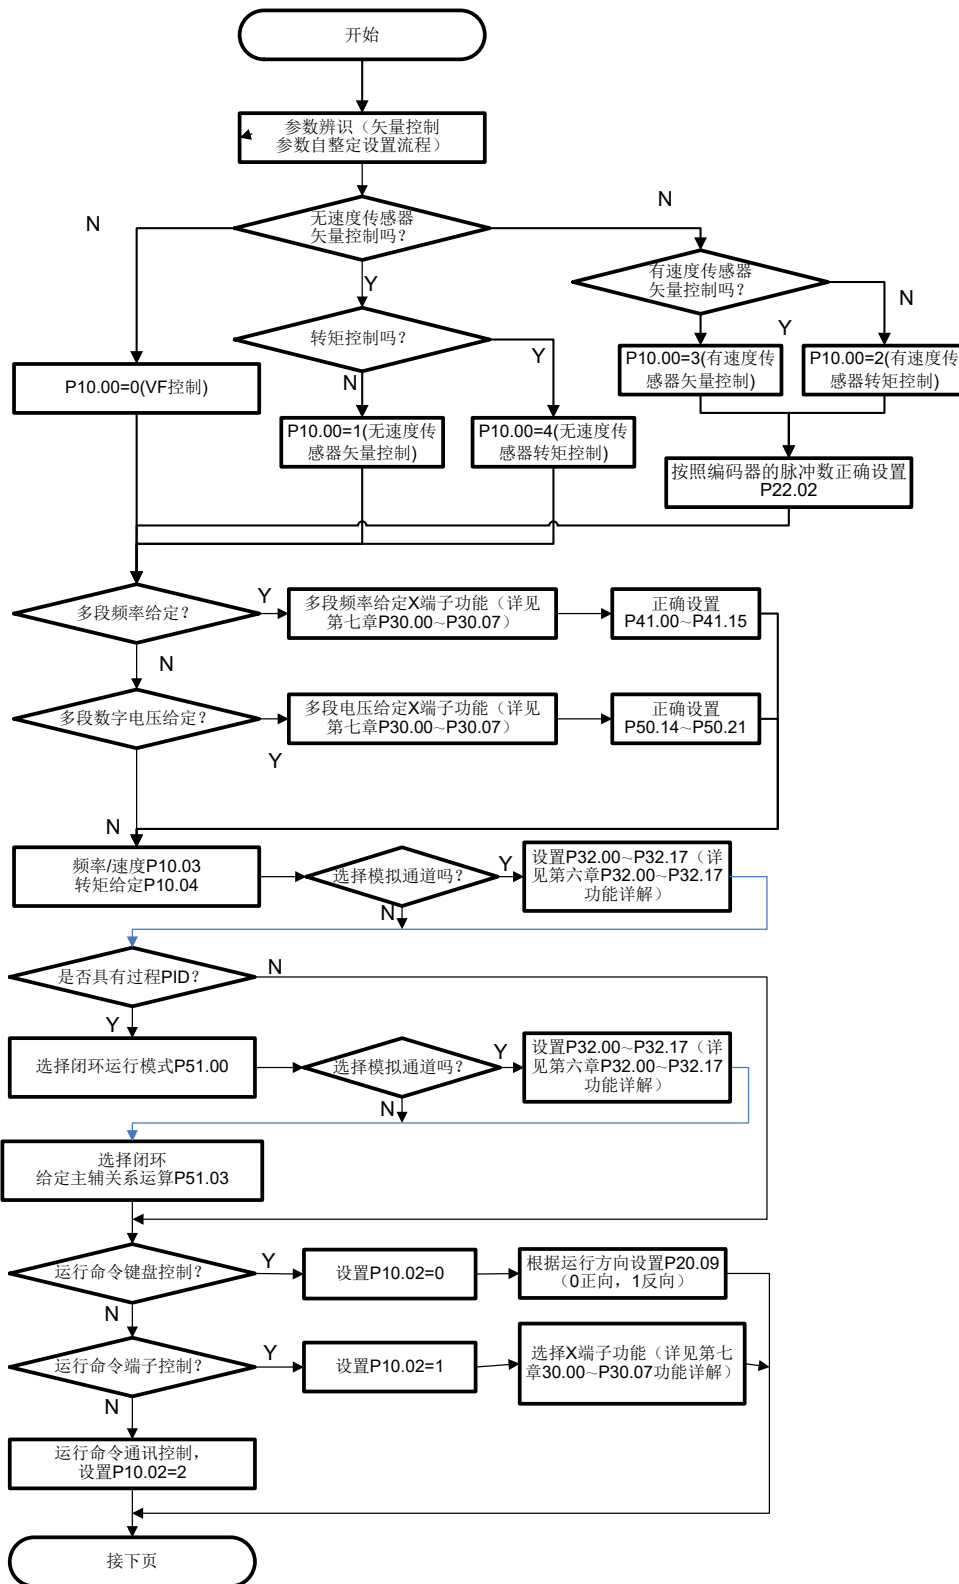 开始
参数辨识（矢量控制
参数自整定设置流程）
N
无速度传感器
矢量控制吗？
N
有速度传感器
矢量控制吗？
Y
转矩控制吗？
Y
N
N
Y
P10.00=0(VF控制)
P10.00=3(有速度传
感器矢量控制)
P10.00=2(有速度传
感器转矩控制)
P10.00=1(无速度传
感器矢量控制)
P10.00=4(无速度传
感器转矩控制)
按照编码器的脉冲数正确设置
P22.02
多段频率给定？
Y
多段频率给定X端子功能（详见
第七章P30.00~P30.07）
正确设置
P41.00~P41.15
N
多段数字电压给定？
Y
多段电压给定X端子功能（详见
第七章P30.00~P30.07）
正确设置
P50.14~P50.21
N
频率/速度P10.03
转矩给定P10.04
选择模拟通道吗？
Y
设置P32.00~P32.17（详
见第六章P32.00~P32.17
功能详解）
N
是否具有过程PID？
N
Y
选择闭环运行模式P51.00
选择模拟通道吗？
Y
设置P32.00~P32.17（详
见第六章P32.00~P32.17
功能详解）
N
选择闭环
给定主辅关系运算P51.03
运行命令键盘控制？
Y
设置P10.02=0
根据运行方向设置P20.09
（0正向，1反向）
N
运行命令端子控制？
Y
设置P10.02=1
选择X端子功能（详见第七
章30.00~P30.07功能详解）
N
运行命令通讯控制，
设置P10.02=2
接下页